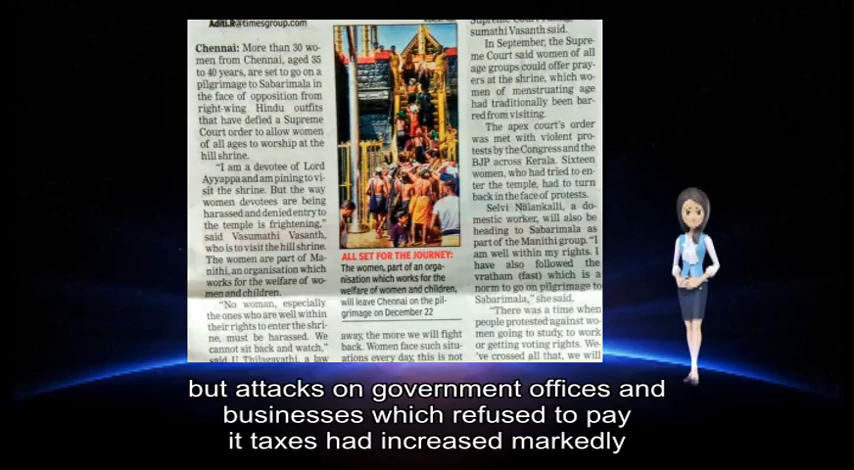 Aditi.R@timesgroup.com
Chennai: More than 30 wo-
men from Chennai, aged 35
to 40 years, are set to go on a
pilgrimage to Sabarimala in
the face of opposition from
right-wing Hindu outfits
that have defied a Supreme
Court order to allow women
of all ages to worship at the
hill shrine.
"I am a devotee of Lord
Ayyappa and am pining to vi-
sit the shrine. But the way
women devotees are being
harassed and denied entry to
the temple is frightening,"
said Vasumathi Vasanth,
who is to visit the hill shrine.
The women are part of Ma-
nithi, an organisation which
works for the welfare of wo-
men and children.
"No woman, especially
the ones who are well within
their rights to enter the shri-
ne, must be harassed. We
cannot sit back and watch,"
said U Thilagavathi, a law
ALL SET FOR THE JOURNEY:
The women, part of an orga-
nisation which works for the
welfare of women and children,
will leave Chennai on the pil-
grimage on December 22
away, the more we will fight
back. Women face such situ-
ations every day, this is not
Supreme Court
sumathi Vasanth said.
In September, the Supre-
me Court said women of all
age groups could offer pray-
ers at the shrine, which wo-
men of menstruating age
had traditionally been bar-
red from visiting.
The apex court's order
was met with violent pro-
tests by the Congress and the
BJP across Kerala. Sixteen
women, who had tried to en-
ter the temple, had to turn
back in the face of protests.
Selvi Nalankalli, a do-
mestic worker, will also be
heading to Sabarimala as
part of the Manithi group. "I
am well within my rights. I
have also followed the
vratham (fast) which is a
norm to go on pilgrimage to
Sabarimala," she said.
"There was a time when
people protested against wo-
men going to study, to work
or getting voting rights. We-
've crossed all that, we will
but attacks on government offices and
businesses which refused to pay
it taxes had increased markedly